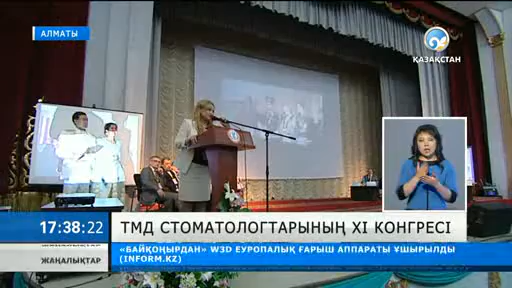 АЛМАТЫ
ҚАЗАҚСТАН
17:38:22
ТМД СТОМАТОЛОГТАРЫНЫҢ XI КОНГРЕСІ
ЖАҢАЛЫҚТАР
«БАЙҚОҢЫРДАН» W3D ЕУРОПАЛЫҚ ҒАРЫШ АППАРАТЫ ҰШЫРЫЛДЫ
(INFORM.KZ)